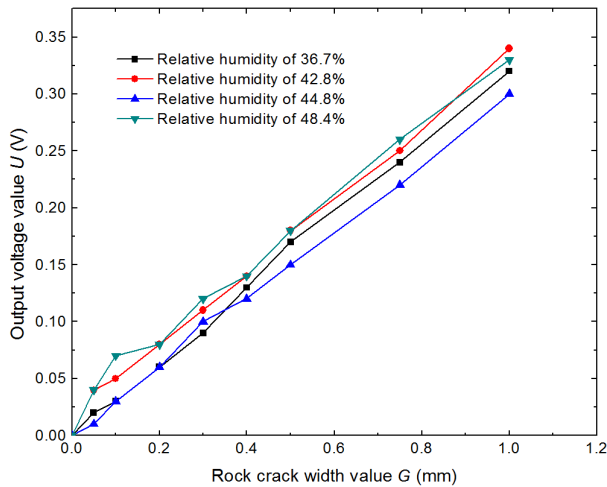 0.35
0.30
0.25
0.20
0.15
0.10
0.05
0.00
Output voltage value U (V)
Relative humidity of 36.7%
Relative humidity of 42.8%
Relative humidity of 44.8%
Relative humidity of 48.4%
0.0 0.2 0.4 0.6 0.8 1.0 1.2
Rock crack width value G (mm)